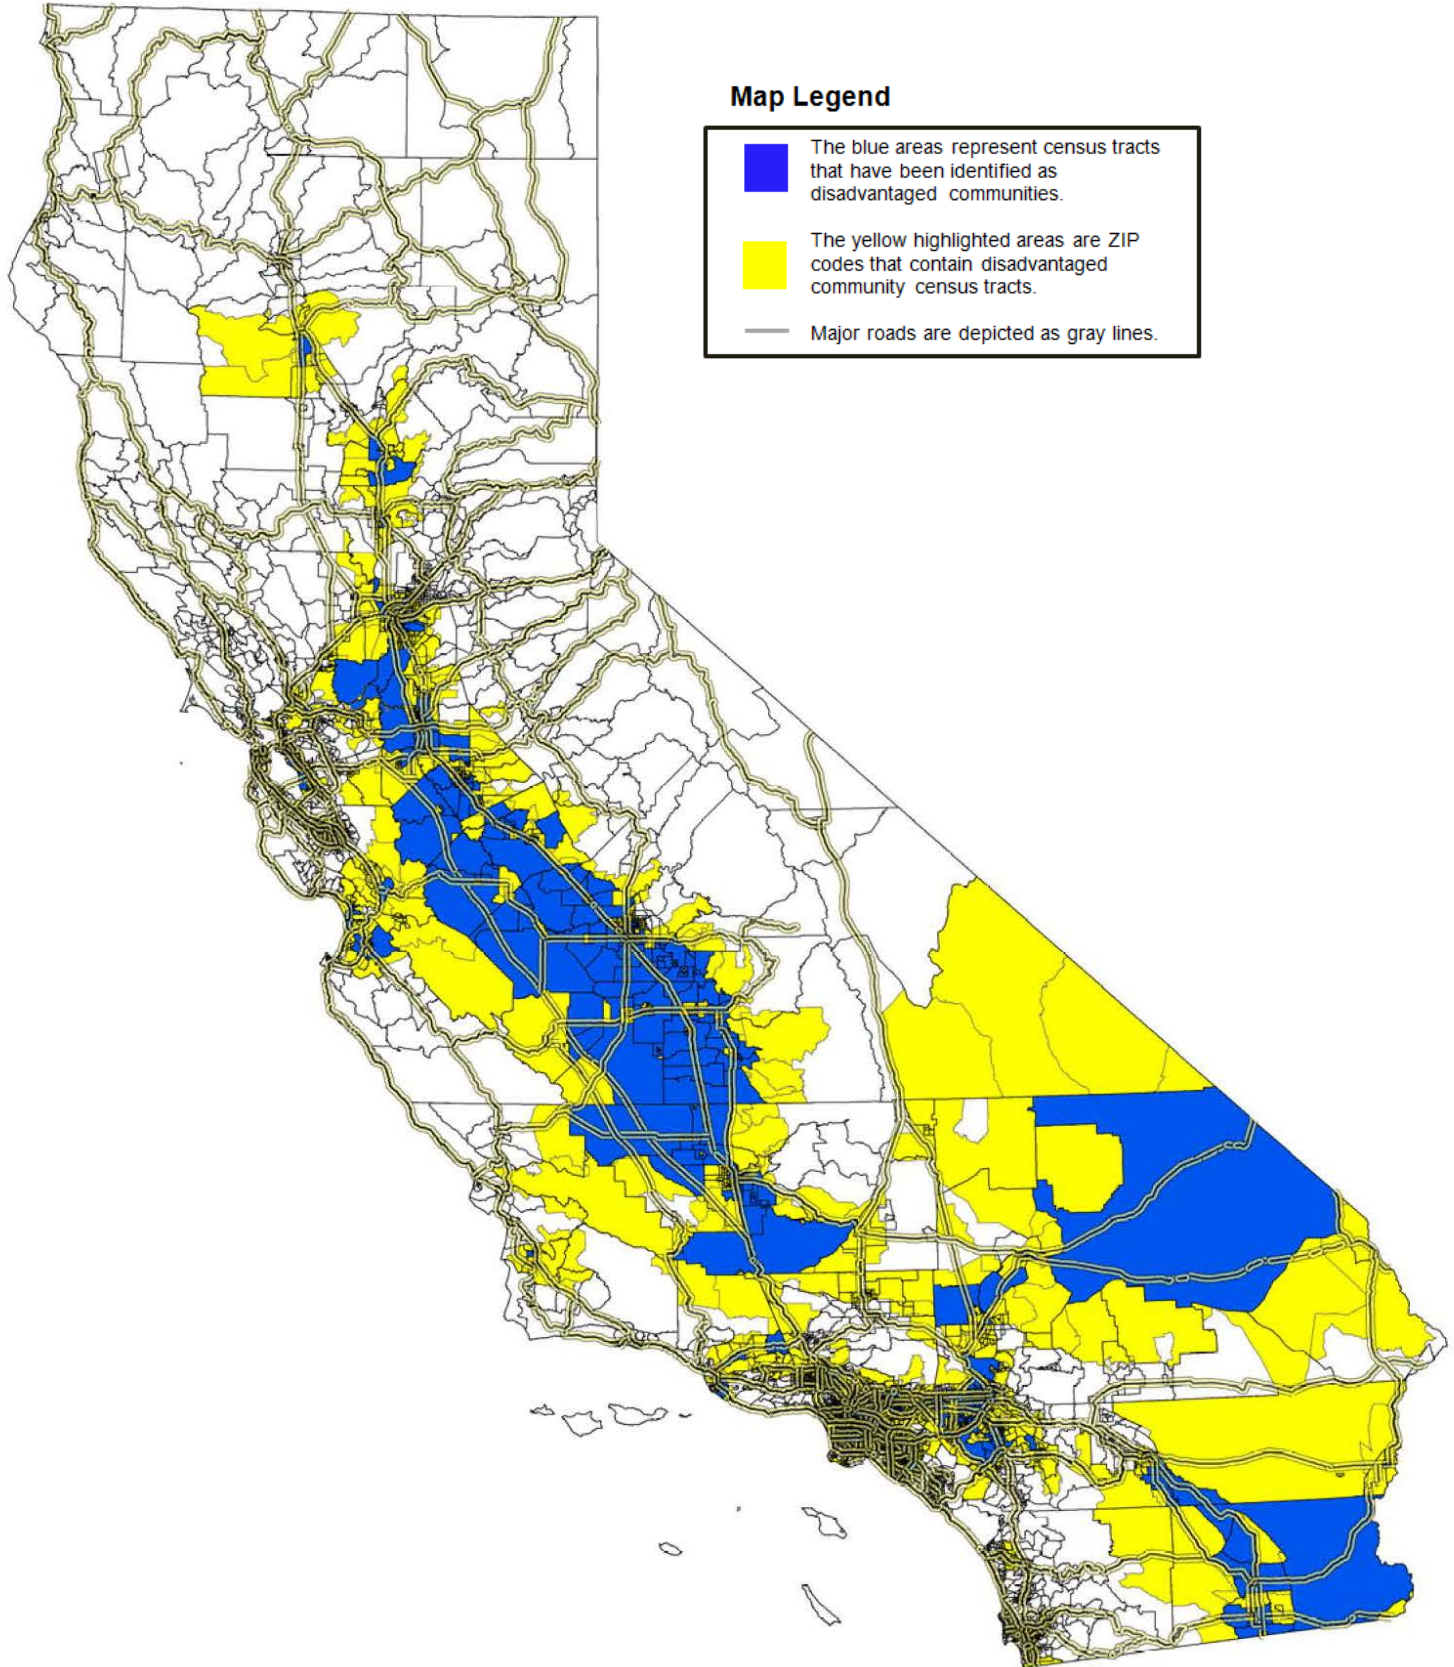 Map Legend
The blue areas represent census tracts
that have been identified as
disadvantaged communities.
The yellow highlighted areas are ZIP
codes that contain disadvantaged
community census tracts.
Major roads are depicted as gray lines.